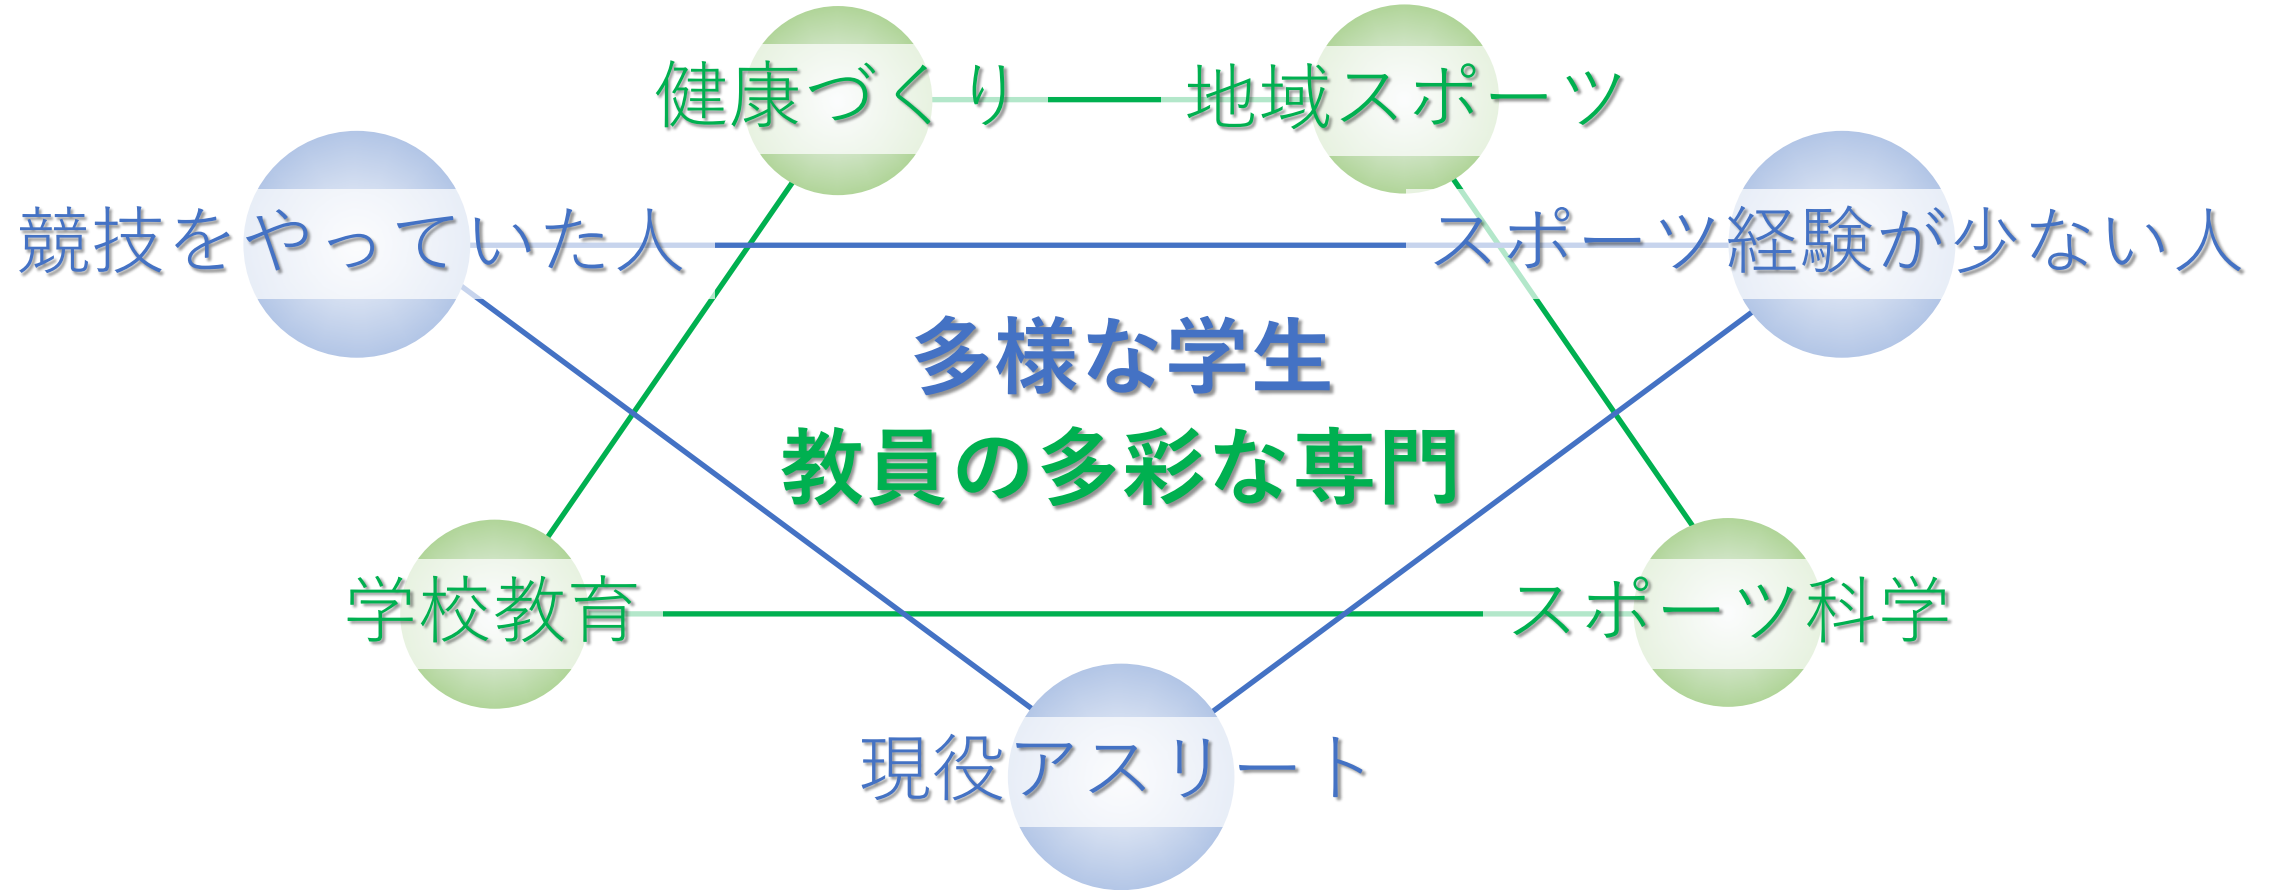 健康づくり
地域スポーツ
競技をやっていた人
スポーツ経験が少ない人
多様な学生
教員の多彩な専門
学校教育
スポーツ科学
現役アスリート